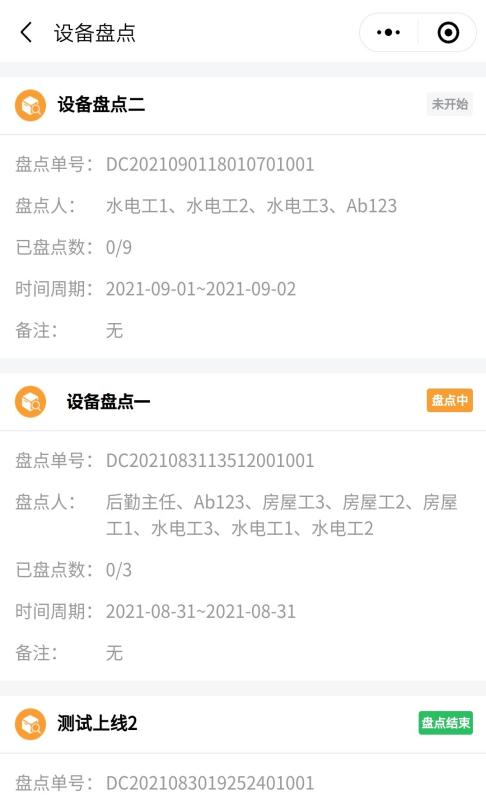 设备盘点
设备盘点二
未开始
盘点单号： DC2021090118010701001
盘点人： 水电工1、水电工2、水电工3、Ab123
已盘点数： 0/9
时间周期： 2021-09-01~2021-09-02
备注： 无
设备盘点一
盘点中
盘点单号： DC2021083113512001001
盘点人： 后勤主任、Ab123、房屋工3、房屋工2、房屋
工1、水电工3、水电工1、水电工2
已盘点数： 0/3
时间周期： 2021-08-31~2021-08-31
备注： 无
测试上线2
盘点结束
盘点单号： DC2021083019252401001